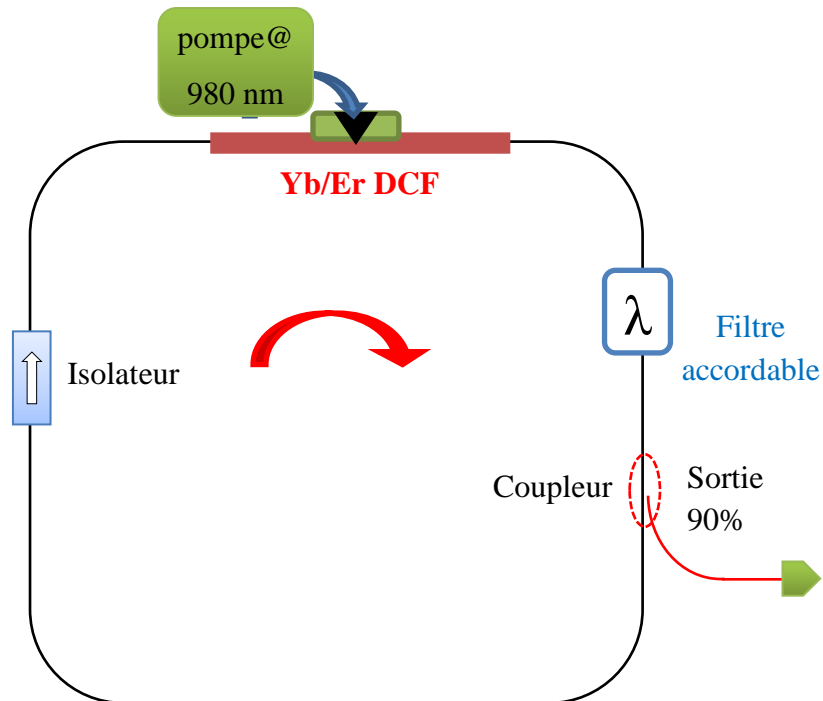 pompe@
980 nm
Yb/Er DCF
λ
Filtre
accordable
Isolateur
Coupleur
Sortie
90%